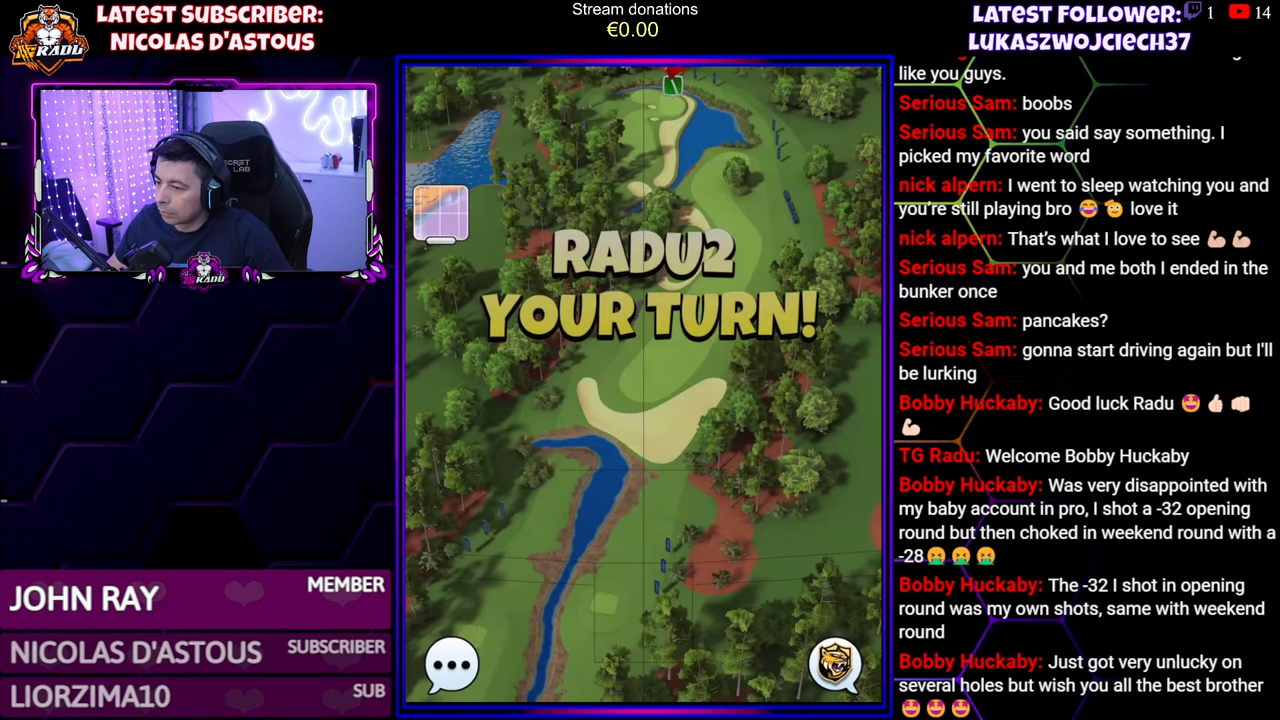 LATEST SUBSCRIBER:
NICOLAS D'ASTOUS
RADU
Stream donations
€0.00
LATEST FOLLOWER:
LUKASZWOJCIECH37
1
14
SECRET
LAB
RADU
RADU2
YOUR TURN!
JOHN RAY
MEMBER
NICOLAS D'ASTOUS
SUBSCRIBER
LIORZIMA10
SUB
like you guys.
Serious Sam: boobs
Serious Sam: you said say something. I
picked my favorite word
nick alpern: I went to sleep watching you and
you're still playing bro 😂 🫡 love it
nick alpern: That's what I love to see 💪🏻 💪🏻
Serious Sam: you and me both I ended in the
bunker once
Serious Sam: pancakes?
Serious Sam: gonna start driving again but I'll
be lurking
Bobby Huckaby: Good luck Radu 🤩 👍🏻 👊🏻
💪🏻
TG Radu: Welcome Bobby Huckaby
Bobby Huckaby: Was very disappointed with
my baby account in pro, I shot a -32 opening
round but then choked in weekend round with a
-28 🤮 🤮 🤮
Bobby Huckaby: The -32 I shot in opening
round was my own shots, same with weekend
round
Bobby Huckaby: Just got very unlucky on
several holes but wish you all the best brother
🤩 🤩 🤩